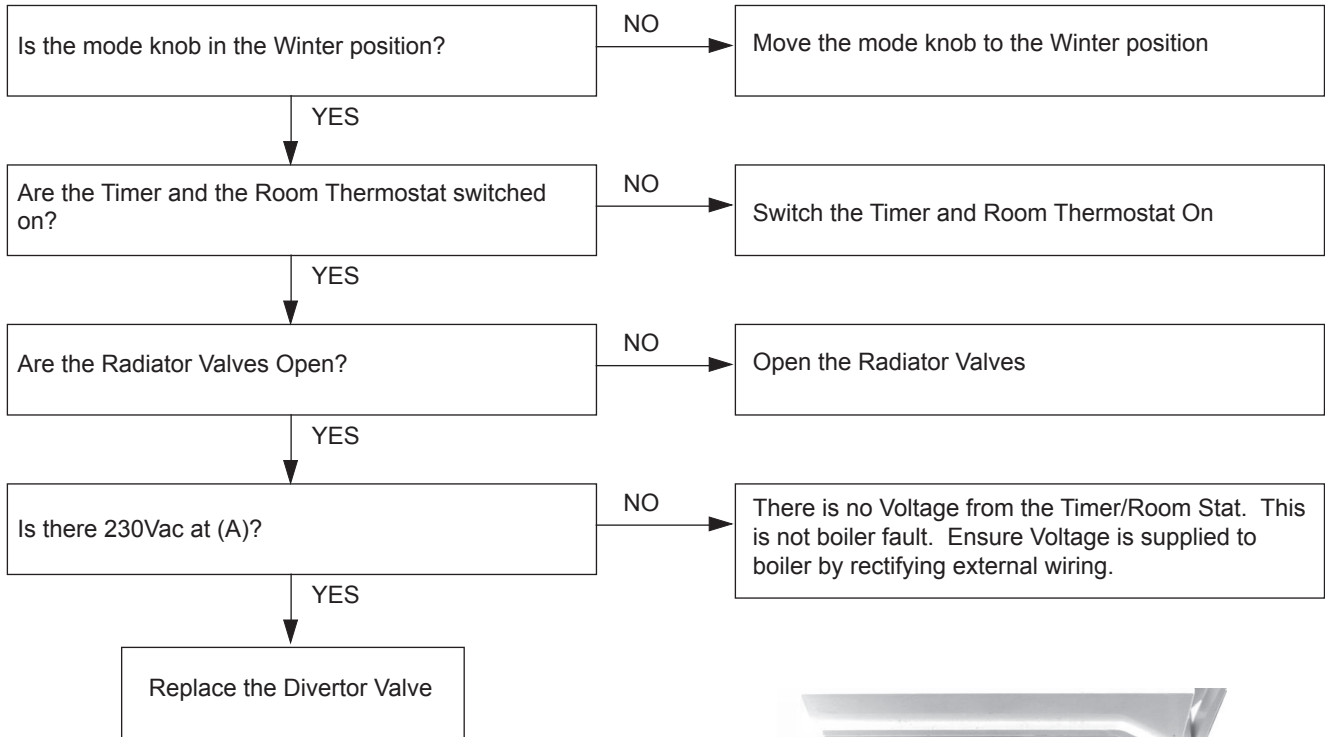 Is the mode knob in the Winter position?
NO
Move the mode knob to the Winter position
YES
Are the Timer and the Room Thermostat switched
on?
NO
Switch the Timer and Room Thermostat On
YES
Are the Radiator Valves Open?
NO
Open the Radiator Valves
YES
Is there 230Vac at (A)?
NO
There is no Voltage from the Timer/Room Stat.  This
is not boiler fault.  Ensure Voltage is supplied to
boiler by rectifying external wiring.
YES
Replace the Divertor Valve